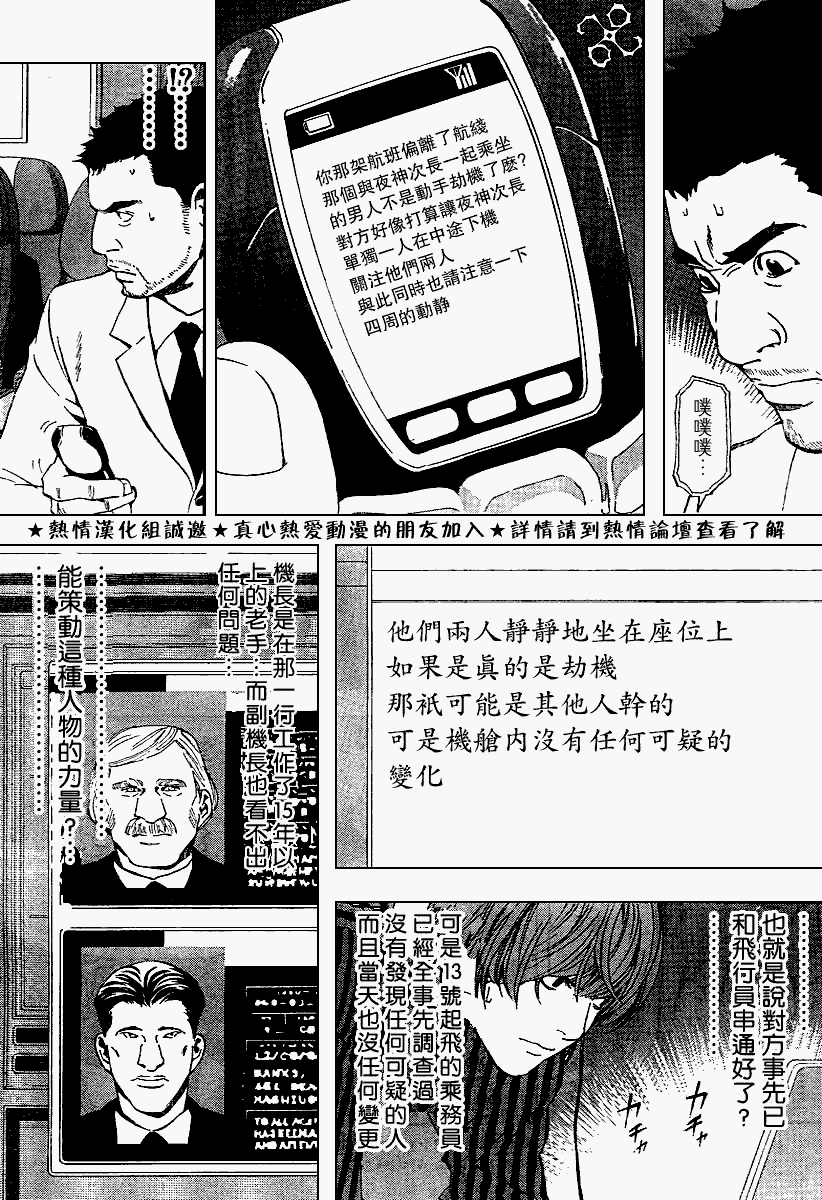 噗噗噗…
你那架航班偏離了航綫
那個與夜神次長一起乘坐
的男人不是動手劫機了麽?
對方好像打算讓夜神次長
單獨一人在中途下機
關注他們兩人
與此同時也請注意一下
四周的動静
!?
★熱情漢化組誠邀★真心熱愛動漫的朋友加入★詳情請到熱情論壇查看了解
他們兩人靜靜地坐在座位上
如果是眞的是劫機
那衹可能是其他人幹的
可是機艙内沒有任何可疑的
變化
也就是説對方事先已
和飛行員串通好了?
カチャ
カチャ
可是13號起飛的乘務員
已經全事先調查過
沒有發現任何可疑的人
而且當天也沒任何變更
機長是在那一行工作了15年以
上的老手…而副機長也看不出
任何問題…
能策動這種人物的力量?……